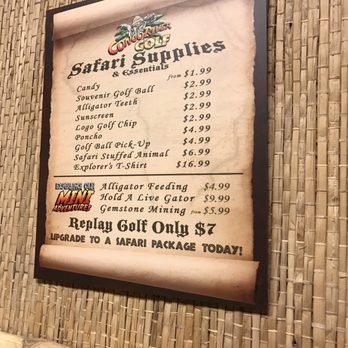 CONGO RIVER
GOLF
Safari Supplies
& Essentials
Candy from $1.99
Souvenir Golf Ball $2.99
Alligator Teeth $2.99
Sunscreen $2.99
Logo Golf Chip $2.99
Poncho $4.99
Golf Ball Pick-Up $4.99
Safari Stuffed Animal $6.99
Explorer's T-Shirt $16.99
Alligator Feeding $4.99
MINI Hold A Live Gator $9.99
ADVENTURES Gemstone Mining from $5.99
Replay Golf Only $7
UPGRADE TO A SAFARI PACKAGE TODAY!